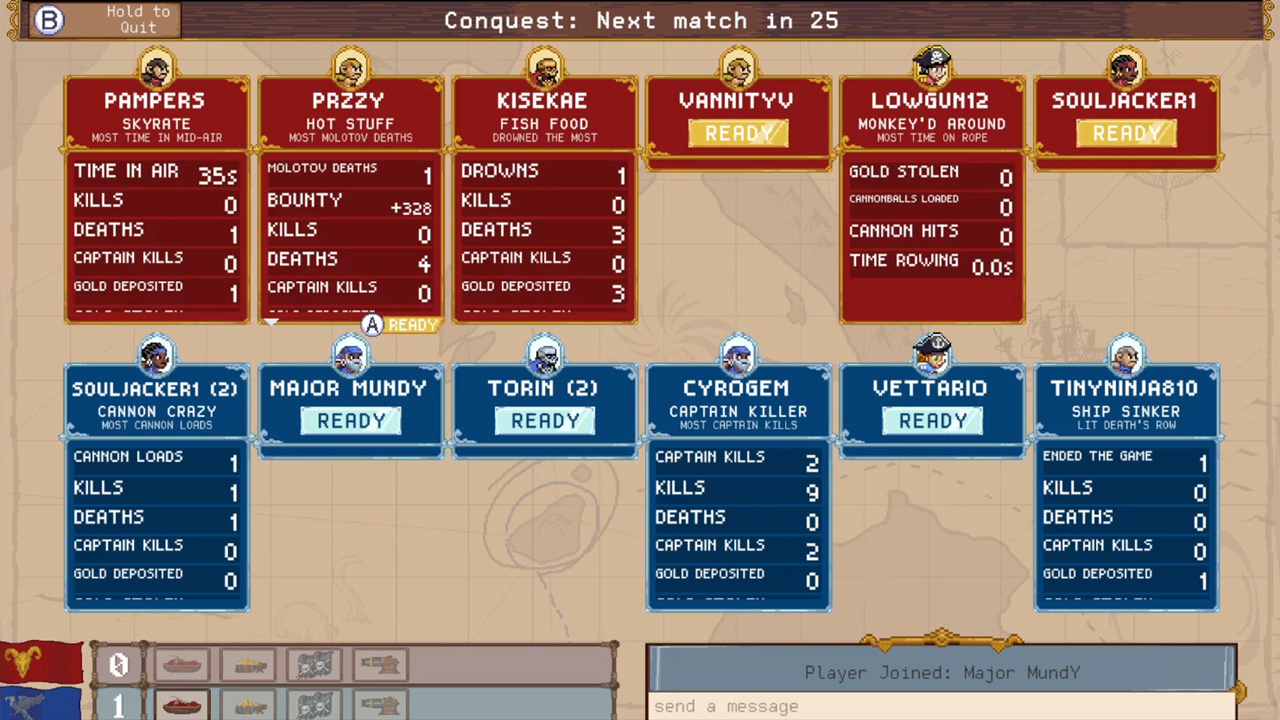 B Hold to Quit
Conquest: Next match in 25
PAMPERS
SKYRATE
MOST TIME IN MID-AIR
TIME IN AIR 35s
KILLS 0
DEATHS 1
CAPTAIN KILLS 0
GOLD DEPOSITED 1
PRZZY
HOT STUFF
MOST MOLOTOV DEATHS
MOLOTOV DEATHS 1
BOUNTY +328
KILLS 0
DEATHS 4
CAPTAIN KILLS 0
A READY
KISEKAE
FISH FOOD
DROWNED THE MOST
DROWNS 1
KILLS 0
DEATHS 3
CAPTAIN KILLS 0
GOLD DEPOSITED 3
VANNITYV
READY
LOWGUN12
MONKEY'D AROUND
MOST TIME ON ROPE
GOLD STOLEN 0
CANNONBALLS LOADED 0
CANNON HITS 0
TIME ROWING 0.0s
SOULJACKER1
READY
SOULJACKER1 (2)
CANNON CRAZY
MOST CANNON LOADS
CANNON LOADS 1
KILLS 1
DEATHS 1
CAPTAIN KILLS 0
GOLD DEPOSITED 0
MAJOR MUNDY
READY
TORIN (2)
READY
CYROGEM
CAPTAIN KILLER
MOST CAPTAIN KILLS
CAPTAIN KILLS 2
KILLS 9
DEATHS 0
CAPTAIN KILLS 2
GOLD DEPOSITED 0
VETTARIO
READY
TINYNINJA810
SHIP SINKER
LIT DEATH'S ROW
ENDED THE GAME 1
KILLS 0
DEATHS 0
CAPTAIN KILLS 0
GOLD DEPOSITED 1
0
1
Player Joined: Major MundY
send a message